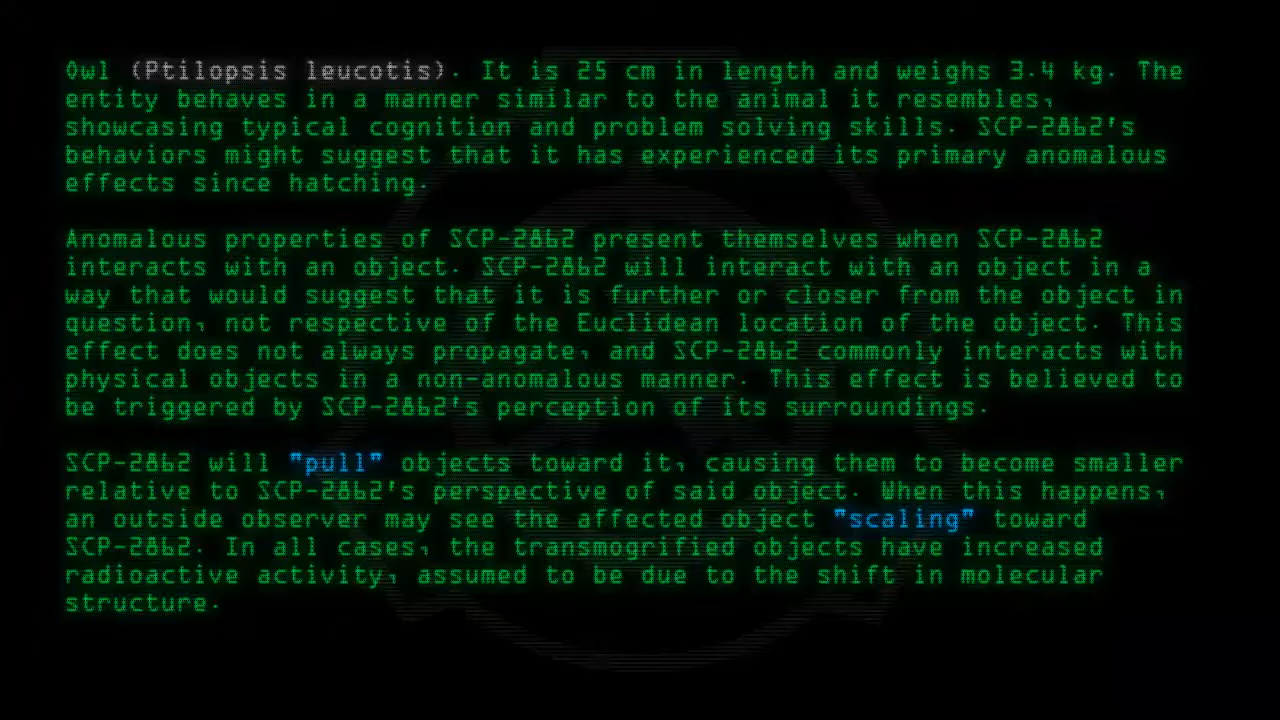 Owl (Ptilopsis leucotis). It is 25 cm in length and weighs 3.4 kg. The
entity behaves in a manner similar to the animal it resembles,
showcasing typical cognition and problem solving skills. SCP-2862's
behaviors might suggest that it has experienced its primary anomalous
effects since hatching.
Anomalous properties of SCP-2862 present themselves when SCP-2862
interacts with an object. SCP-2862 will interact with an object in a
way that would suggest that it is further or closer from the object in
question, not respective of the Euclidean location of the object. This
effect does not always propagate, and SCP-2862 commonly interacts with
physical objects in a non-anomalous manner. This effect is believed to
be triggered by SCP-2862's perception of its surroundings.
SCP-2862 will "pull" objects toward it, causing them to become smaller
relative to SCP-2862's perspective of said object. When this happens,
an outside observer may see the affected object "scaling" toward
SCP-2862. In all cases, the transmogrified objects have increased
radioactive activity, assumed to be due to the shift in molecular
structure.